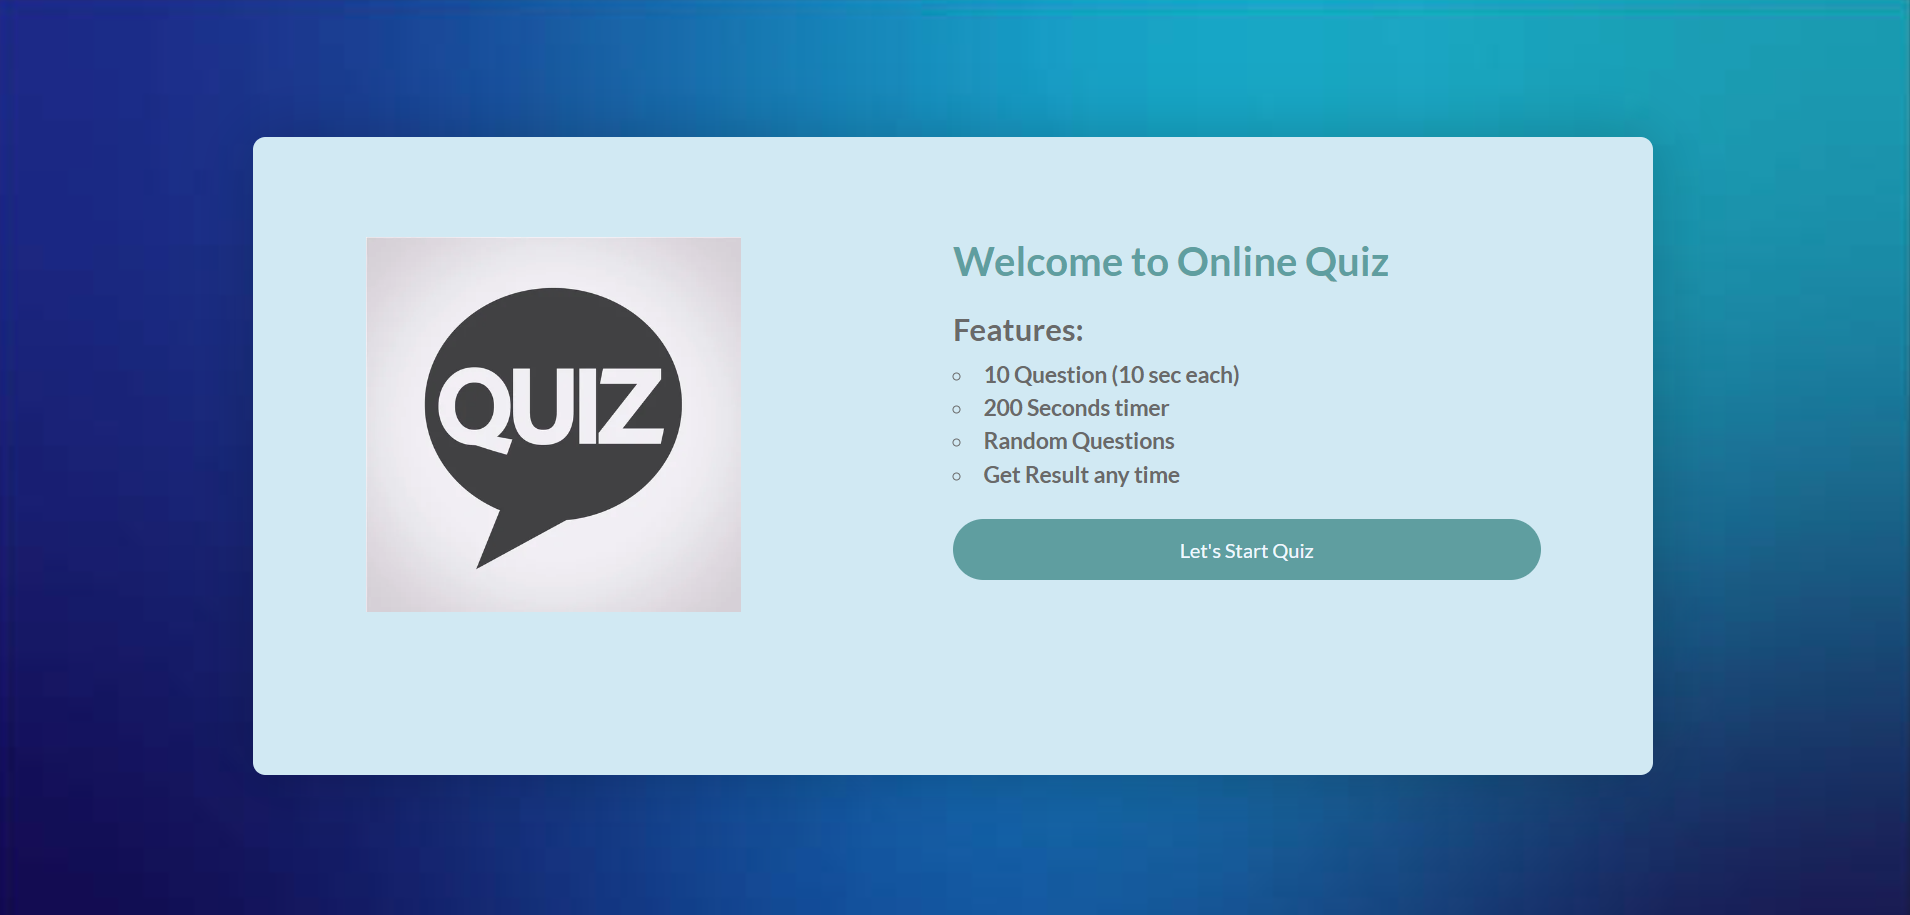 QUIZ
Welcome to Online Quiz
Features:
10 Question (10 sec each)
200 Seconds timer
Random Questions
Get Result any time
Let's Start Quiz